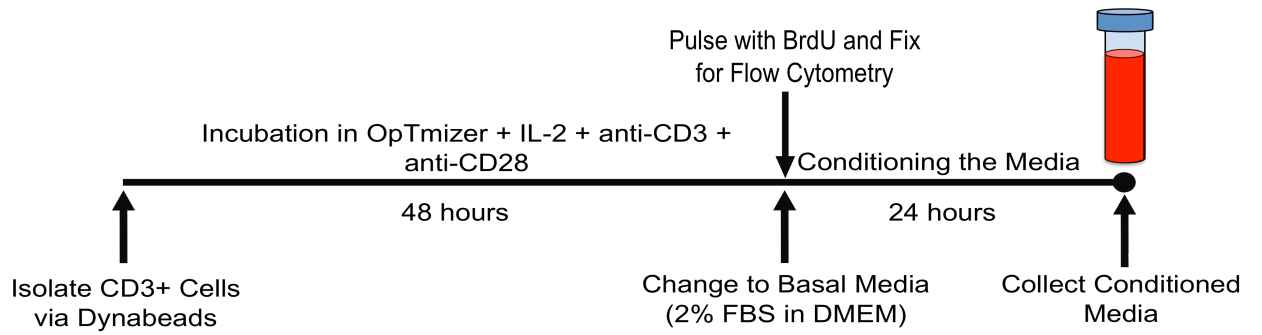 Pulse with BrdU and Fix
for Flow Cytometry
Incubation in OpTmizer + IL-2 + anti-CD3 +
anti-CD28
Conditioning the Media
48 hours
24 hours
Isolate CD3+ Cells
via Dynabeads
Change to Basal Media
(2% FBS in DMEM)
Collect Conditioned
Media